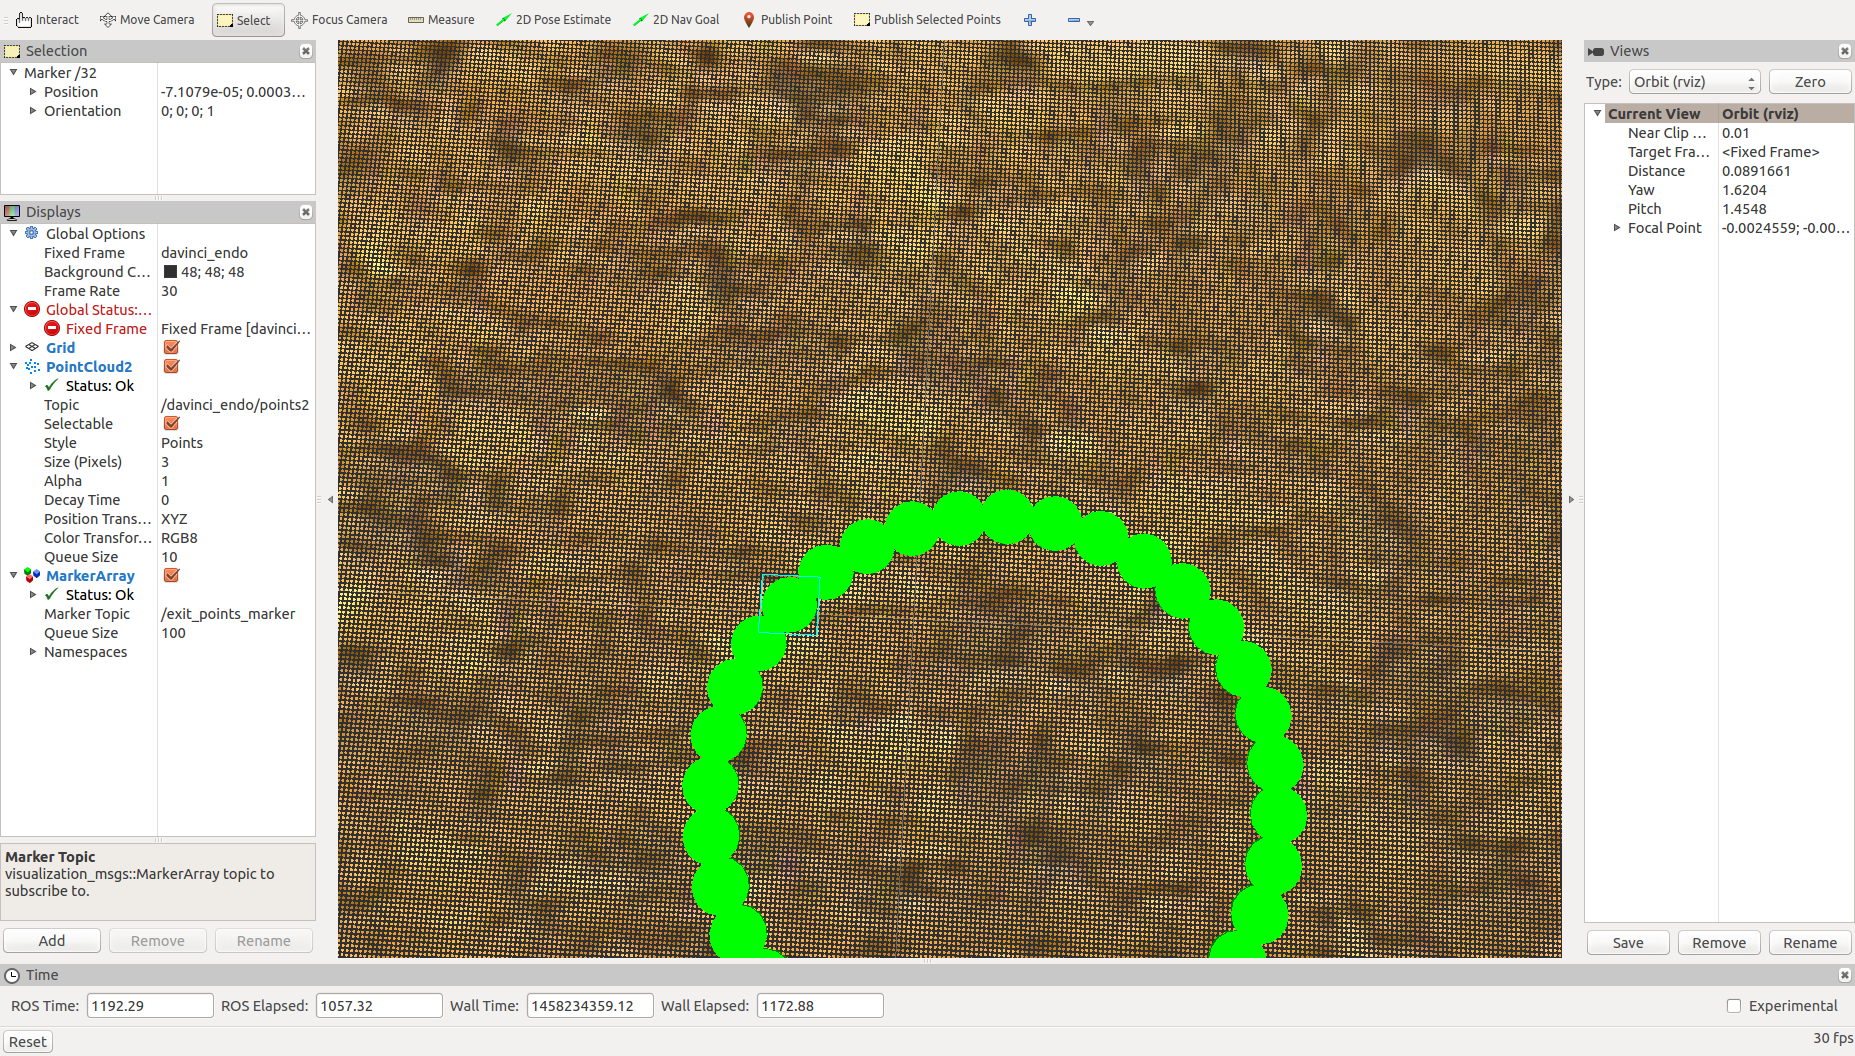 Interact Move Camera Select Focus Camera Measure 2D Pose Estimate 2D Nav Goal Publish Point Publish Selected Points
Selection
Marker /32
Position -7.1079e-05; 0.0003...
Orientation 0; 0; 0; 1
Displays
Global Options
Fixed Frame davinci_endo
Background C... 48; 48; 48
Frame Rate 30
Global Status:...
Fixed Frame Fixed Frame [davinci...
Grid
PointCloud2
Status: Ok
Topic /davinci_endo/points2
Selectable
Style Points
Size (Pixels) 3
Alpha 1
Decay Time 0
Position Trans... XYZ
Color Transfor... RGB8
Queue Size 10
MarkerArray
Status: Ok
Marker Topic /exit_points_marker
Queue Size 100
Namespaces
Marker Topic
visualization_msgs::MarkerArray topic to
subscribe to.
Add Remove Rename
Views
Type: Orbit (rviz) Zero
Current View Orbit (rviz)
Near Clip ... 0.01
Target Fra... <Fixed Frame>
Distance 0.0891661
Yaw 1.6204
Pitch 1.4548
Focal Point -0.0024559; -0.00...
Save Remove Rename
Time
ROS Time: 1192.29 ROS Elapsed: 1057.32 Wall Time: 1458234359.12 Wall Elapsed: 1172.88 Experimental
Reset 30 fps